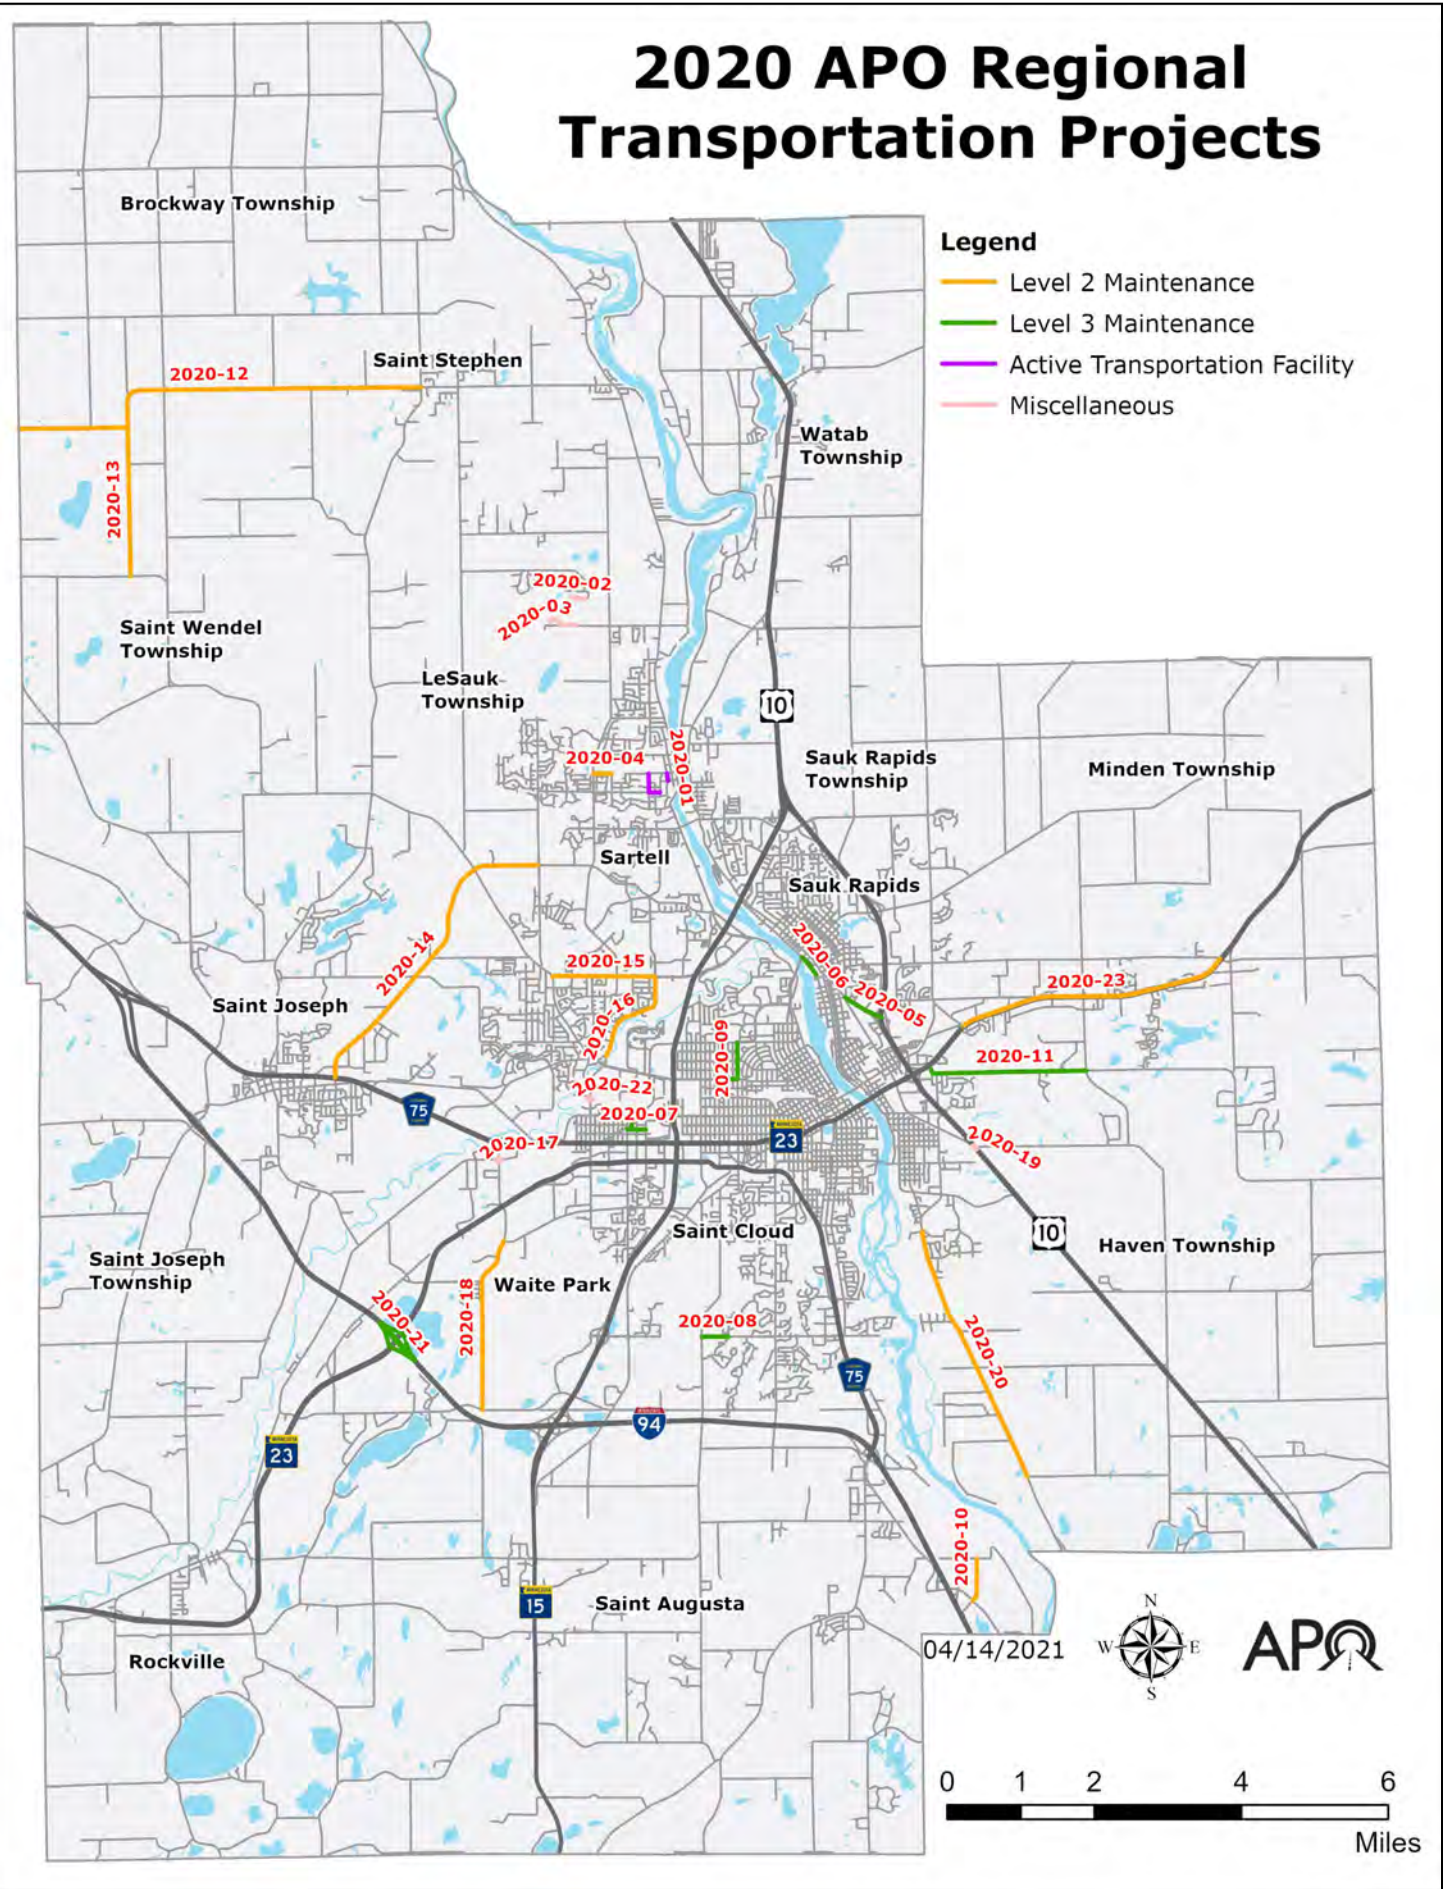 2020 APO Regional
Transportation Projects
Legend
Level 2 Maintenance
Level 3 Maintenance
Active Transportation Facility
Miscellaneous
Brockway Township
Saint Stephen
2020-12
2020-13
Watab
Township
2020-02
2020-03
Saint Wendel
Township
LeSauk
Township
10
2020-01
2020-04
Sauk Rapids
Township
Minden Township
Sartell
Sauk Rapids
2020-14
2020-15
2020-16
2020-06
2020-05
2020-23
Saint Joseph
2020-09
2020-11
2020-22
2020-07
75
23
2020-17
2020-19
Saint Cloud
10
Haven Township
Saint Joseph
Township
2020-18
Waite Park
2020-21
2020-08
2020-20
75
94
23
2020-10
15
Saint Augusta
Rockville
04/14/2021
N
W
E
S
APO
0 1 2 4 6
Miles